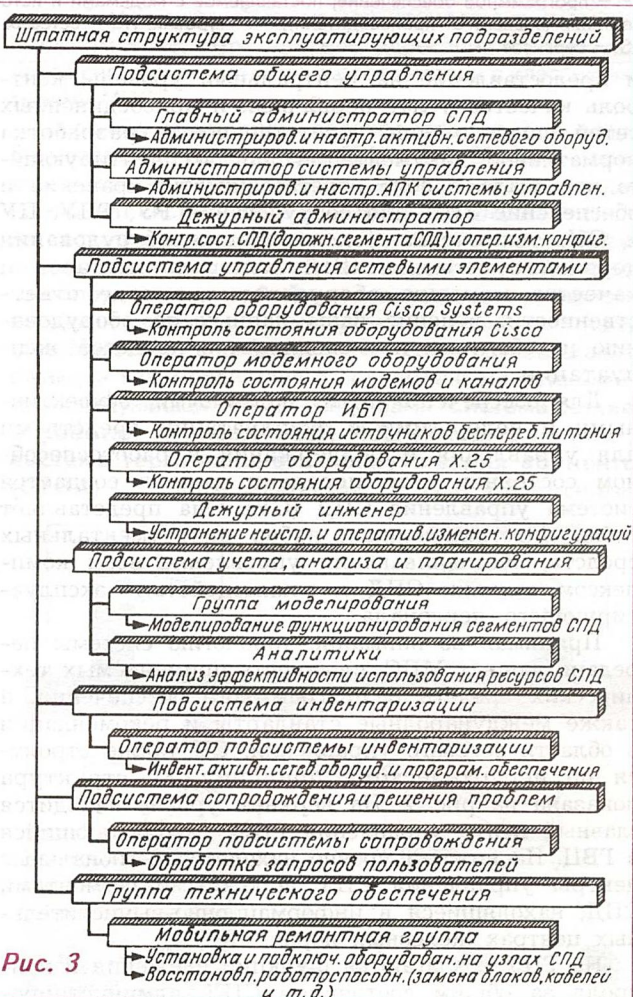 Штатная структура эксплуатирующих подразделений
Подсистема общего управления
Главный администратор СПД
Администриров. и настр. активн. сетевого оборуд.
Администратор системы управления
Администриров. и настр. АПК системы управлен.
Дежурный администратор
Контр. сост. СПД (дорожн. сегмента СПД) и опер. изм. конфиг.
Подсистема управления сетевыми элементами
Оператор оборудования Cisco Systems
Контроль состояния оборудования Cisco
Оператор модемного оборудования
Контроль состояния модемов и каналов
Оператор ИБП
Контроль состояния источников беспереб. питания
Оператор оборудования X.25
Контроль состояния оборудования X.25
Дежурный инженер
Устранение неиспр. и оператив. изменен. конфигураций
Подсистема учета, анализа и планирования
Группа моделирования
Моделирование функционирования сегментов СПД
Аналитик
Анализ эффективности использования ресурсов СПД
Подсистема инвентаризации
Оператор подсистемы инвентаризации
Инвент. активн. сетев. оборуд. и програм. обеспечения
Подсистема сопровождения и решения проблем
Оператор подсистемы сопровождения
Обработка запросов пользователей
Группа технического обеспечения
Мобильная ремонтная группа
Установка и подключ. оборудован. на узлах СПД
Восстановл. работоспособн. (замена блоков, кабелей
и т. д.)
Рис. 3